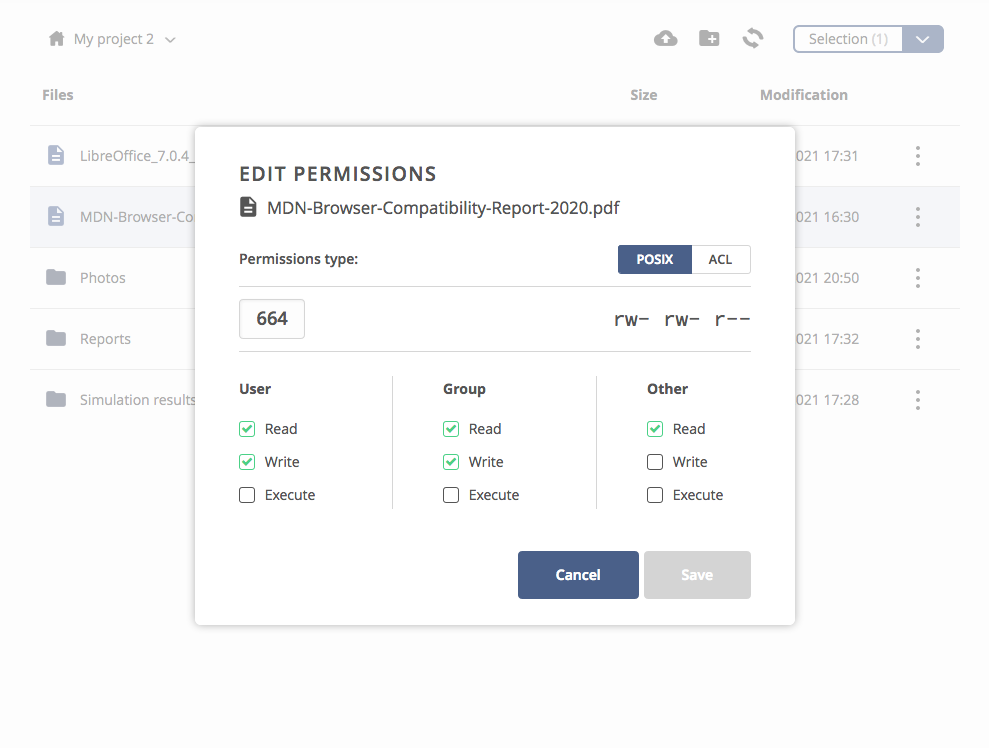 My project 2
Selection (1)
Files Size Modification
LibreOffice_7.0.4_ 021 17:31
EDIT PERMISSIONS
MDN-Browser-Compatibility-Report-2020.pdf
MDN-Browser-Co 021 16:30
Permissions type: POSIX ACL
Photos 021 20:50
664 rw- rw- r--
Reports 021 17:32
User Group Other
Simulation results 021 17:28
Read Read Read
Write Write Write
Execute Execute Execute
Cancel Save